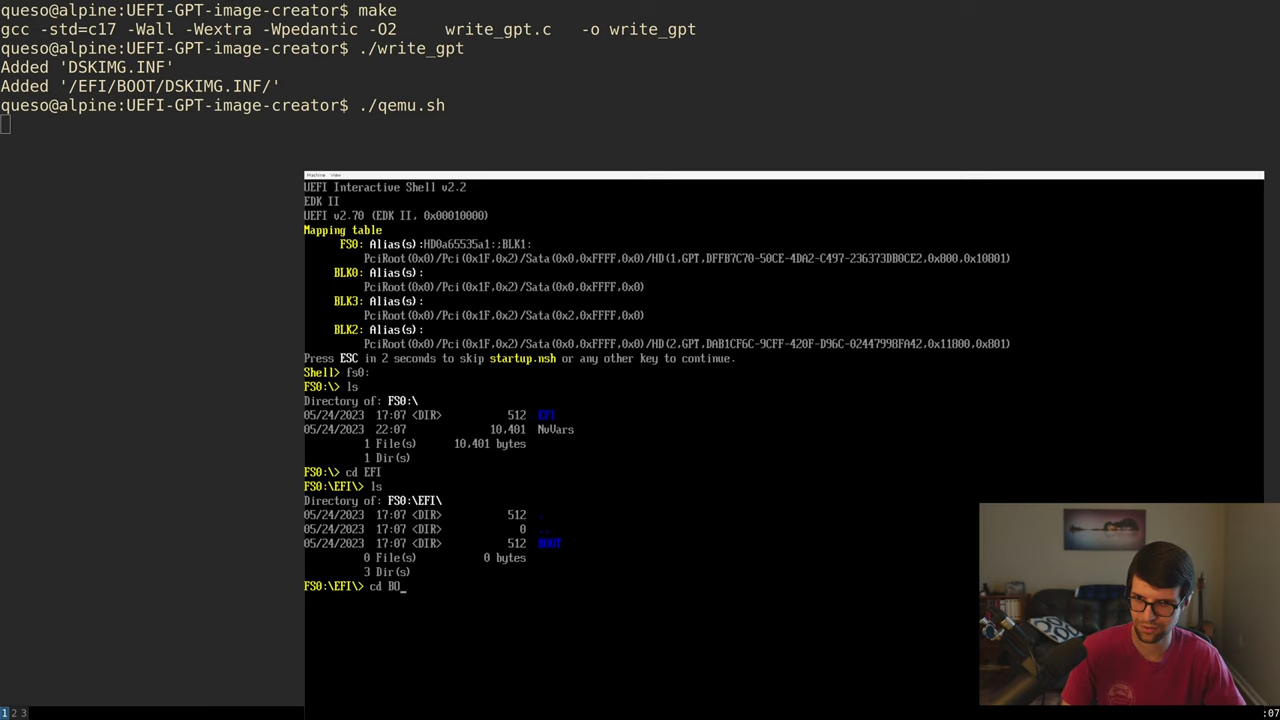 queso@alpine:UEFI-GPT-image-creator$ make
gcc -std=c17 -Wall -Wextra -Wpedantic -O2     write_gpt.c   -o write_gpt
queso@alpine:UEFI-GPT-image-creator$ ./write_gpt
Added 'DSKIMG.INF'
Added '/EFI/BOOT/DSKIMG.INF/'
queso@alpine:UEFI-GPT-image-creator$ ./qemu.sh
Machine View
UEFI Interactive Shell v2.2
EDK II
UEFI v2.70 (EDK II, 0x00010000)
Mapping table
FS0: Alias(s):HD0a65535a1:;BLK1:
PciRoot(0x0)/Pci(0x1F,0x2)/Sata(0x0,0xFFFF,0x0)/HD(1,GPT,DFFB7C70-50CE-4DA2-C497-236373DB0CE2,0x800,0x10801)
BLK0: Alias(s):
PciRoot(0x0)/Pci(0x1F,0x2)/Sata(0x0,0xFFFF,0x0)
BLK3: Alias(s):
PciRoot(0x0)/Pci(0x1F,0x2)/Sata(0x2,0xFFFF,0x0)
BLK2: Alias(s):
PciRoot(0x0)/Pci(0x1F,0x2)/Sata(0x0,0xFFFF,0x0)/HD(2,GPT,DAB1CF6C-9CFF-420F-D96C-02447998FA42,0x11800,0x801)
Press ESC in 2 seconds to skip startup.nsh or any other key to continue.
Shell> fs0:
FS0:\> ls
Directory of: FS0:\
05/24/2023  17:07 <DIR>           512  EFI
05/24/2023  22:07              10,401  NvVars
1 File(s)      10,401 bytes
1 Dir(s)
FS0:\> cd EFI
FS0:\EFI\> ls
Directory of: FS0:\EFI\
05/24/2023  17:07 <DIR>           512  .
05/24/2023  17:07 <DIR>             0  ..
05/24/2023  17:07 <DIR>           512  BOOT
0 File(s)           0 bytes
3 Dir(s)
FS0:\EFI\> cd BO_
1 2 3
:07